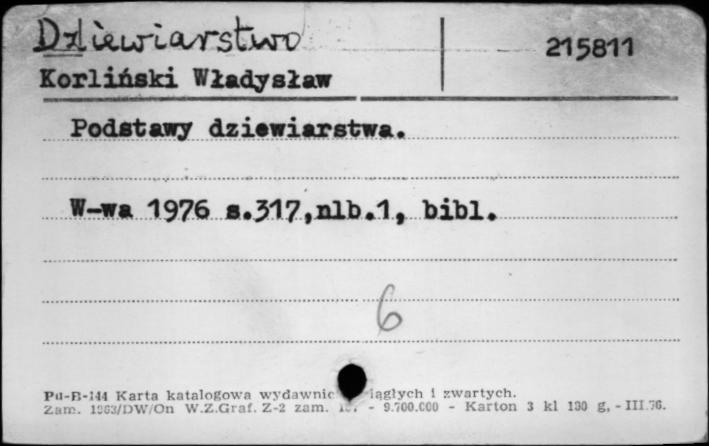 Dziewiarstwo
215811
Korliński Władysław
Podstawy dziewiarstwa.
W-wa 1976 s.317,nlb.1, bibl.
6
Pu-B-144 Karta katalogowa wydawnic iągłych i zwartych.
Zam. 1963/DW/On W.Z.Graf. Z-2 zam. - 9.700.000 - Karton 3 kl 130 g, - III.76.